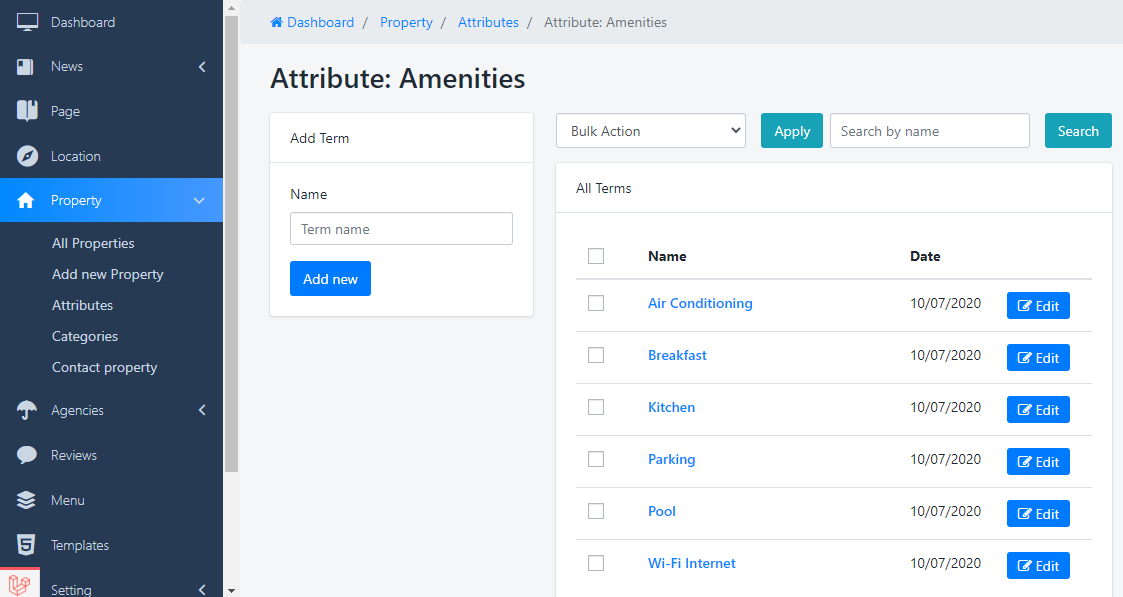 Dashboard
News
Page
Location
Property
All Properties
Add new Property
Attributes
Categories
Contact property
Agencies
Reviews
Menu
Templates
Setting
Dashboard / Property / Attributes / Attribute: Amenities
Attribute: Amenities
Add Term
Name
Term name
Add new
Bulk Action Apply Search by name Search
All Terms
Name Date
Air Conditioning 10/07/2020 Edit
Breakfast 10/07/2020 Edit
Kitchen 10/07/2020 Edit
Parking 10/07/2020 Edit
Pool 10/07/2020 Edit
Wi-Fi Internet 10/07/2020 Edit